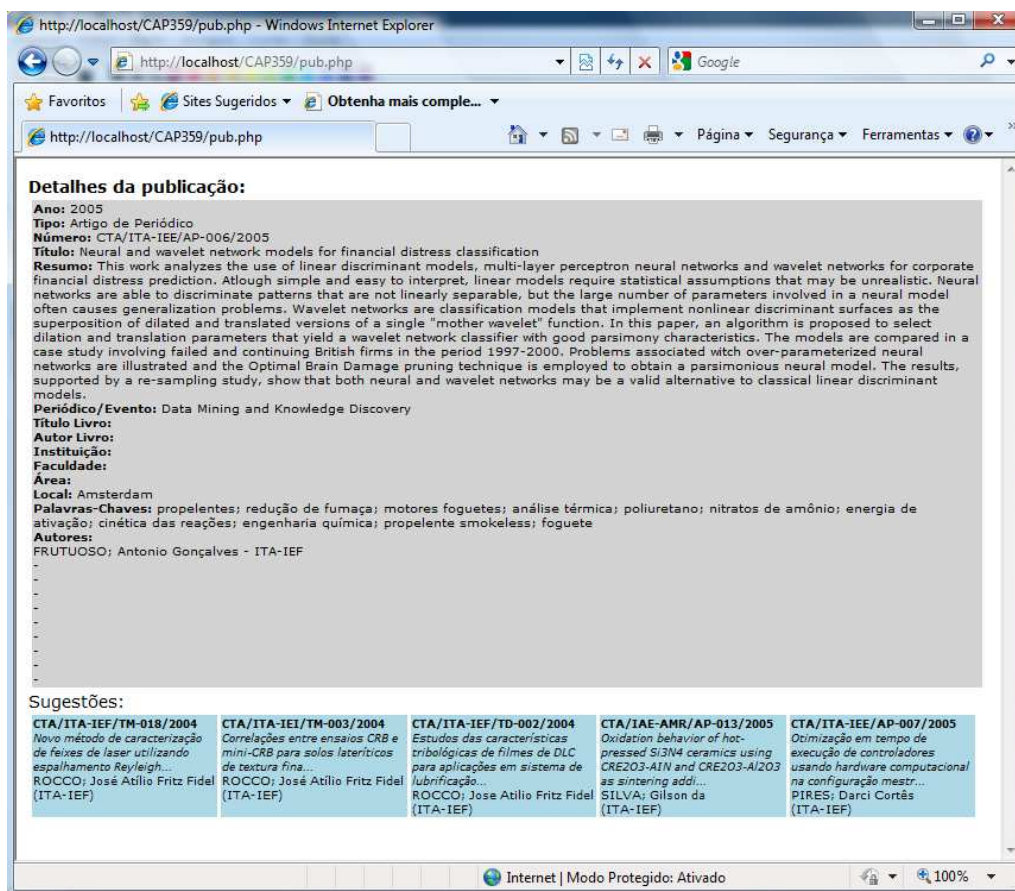 http://localhost/CAP359/pub.php - Windows Internet Explorer
http://localhost/CAP359/pub.php
Google
Favoritos
Sites Sugeridos
Obtenha mais comple...
http://localhost/CAP359/pub.php
Página
Segurança
Ferramentas
Detalhes da publicação:
Ano: 2005
Tipo: Artigo de Periódico
Número: CTA/ITA-IEE/AP-006/2005
Título: Neural and wavelet network models for financial distress classification
Resumo: This work analyzes the use of linear discriminant models, multi-layer perceptron neural networks and wavelet networks for corporate
financial distress prediction. Atlough simple and easy to interpret, linear models require statistical assumptions that may be unrealistic. Neural
networks are able to discriminate patterns that are not linearly separable, but the large number of parameters involved in a neural model
often causes generalization problems. Wavelet networks are classification models that implement nonlinear discriminant surfaces as the
superposition of dilated and translated versions of a single "mother wavelet" function. In this paper, an algorithm is proposed to select
dilation and translation parameters that yield a wavelet network classifier with good parsimony characteristics. The models are compared in a
case study involving failed and continuing British firms in the period 1997-2000. Problems associated witch over-parameterized neural
networks are illustrated and the Optimal Brain Damage pruning technique is employed to obtain a parsimonious neural model. The results,
supported by a re-sampling study, show that both neural and wavelet networks may be a valid alternative to classical linear discriminant
models.
Periódico/Evento: Data Mining and Knowledge Discovery
Título Livro:
Autor Livro:
Instituição:
Faculdade:
Área:
Local: Amsterdam
Palavras-Chaves: propelentes; redução de fumaça; motores foguetes; análise térmica; poliuretano; nitratos de amônio; energia de
ativação; cinética das reações; engenharia química; propelente smokeless; foguete
Autores:
FRUTUOSO; Antonio Gonçalves - ITA-IEF
-
-
-
-
-
-
-
-
-
Sugestões:
CTA/ITA-IEF/TM-018/2004
Novo método de caracterização
de feixes de laser utilizando
espalhamento Reyleigh...
ROCCO; José Atílio Fritz Fidel
(ITA-IEF)
CTA/ITA-IEI/TM-003/2004
Correlações entre ensaios CRB e
mini-CRB para solos lateríticos
de textura fina...
ROCCO; José Atílio Fritz Fidel
(ITA-IEF)
CTA/ITA-IEF/TD-002/2004
Estudos das características
tribológicas de filmes de DLC
para aplicações em sistema de
lubrificação...
ROCCO; Jose Atilio Fritz Fidel
(ITA-IEF)
CTA/IAE-AMR/AP-013/2005
Oxidation behavior of hot-
pressed Si3N4 ceramics using
CRE2O3-AIN and CRE2O3-Al2O3
as sintering addi...
SILVA; Gilson da
(ITA-IEF)
CTA/ITA-IEE/AP-007/2005
Otimização em tempo de
execução de controladores
usando hardware computacional
na configuração mestr...
PIRES; Darci Cortês
(ITA-IEF)
Internet | Modo Protegido: Ativado
100%